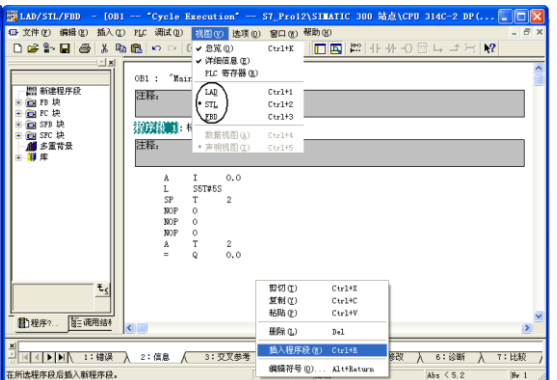 LAD/STL/FBD - [OB1 -- "Cycle Execution" -- S7_Pro12\SIMATIC 300 站点\CPU 314C-2 DP(...
文件(F) 编辑(E) 插入(I) PLC 调试(D) 视图(V) 选项(O) 窗口(W) 帮助(H)
总览(O) Ctrl+K
详细信息(E)
PLC 寄存器(R)
LAD Ctrl+1
STL Ctrl+2
FBD Ctrl+3
数据视图(A) Ctrl+4
声明视图(I) Ctrl+5
新建程序段
FB 块
FC 块
SFB 块
SFC 块
多重背景
库
OB1 : "Mair
注释:
程序段 1: 标
注释:
A I 0.0
L S5T#5S
SP T 2
NOP 0
NOP 0
NOP 0
A T 2
= Q 0.0
剪切(T) Ctrl+X
复制(C) Ctrl+C
粘贴(P) Ctrl+V
删除(L) Del
插入程序段(N) Ctrl+R
编辑符号(O)... Alt+Return
程序?.. 调用结构
1: 错误 2: 信息 3: 交叉参考 修改 6: 诊断 7: 比较
在所选程序段后插入新程序段。 Abs < 5.2 Nw 1